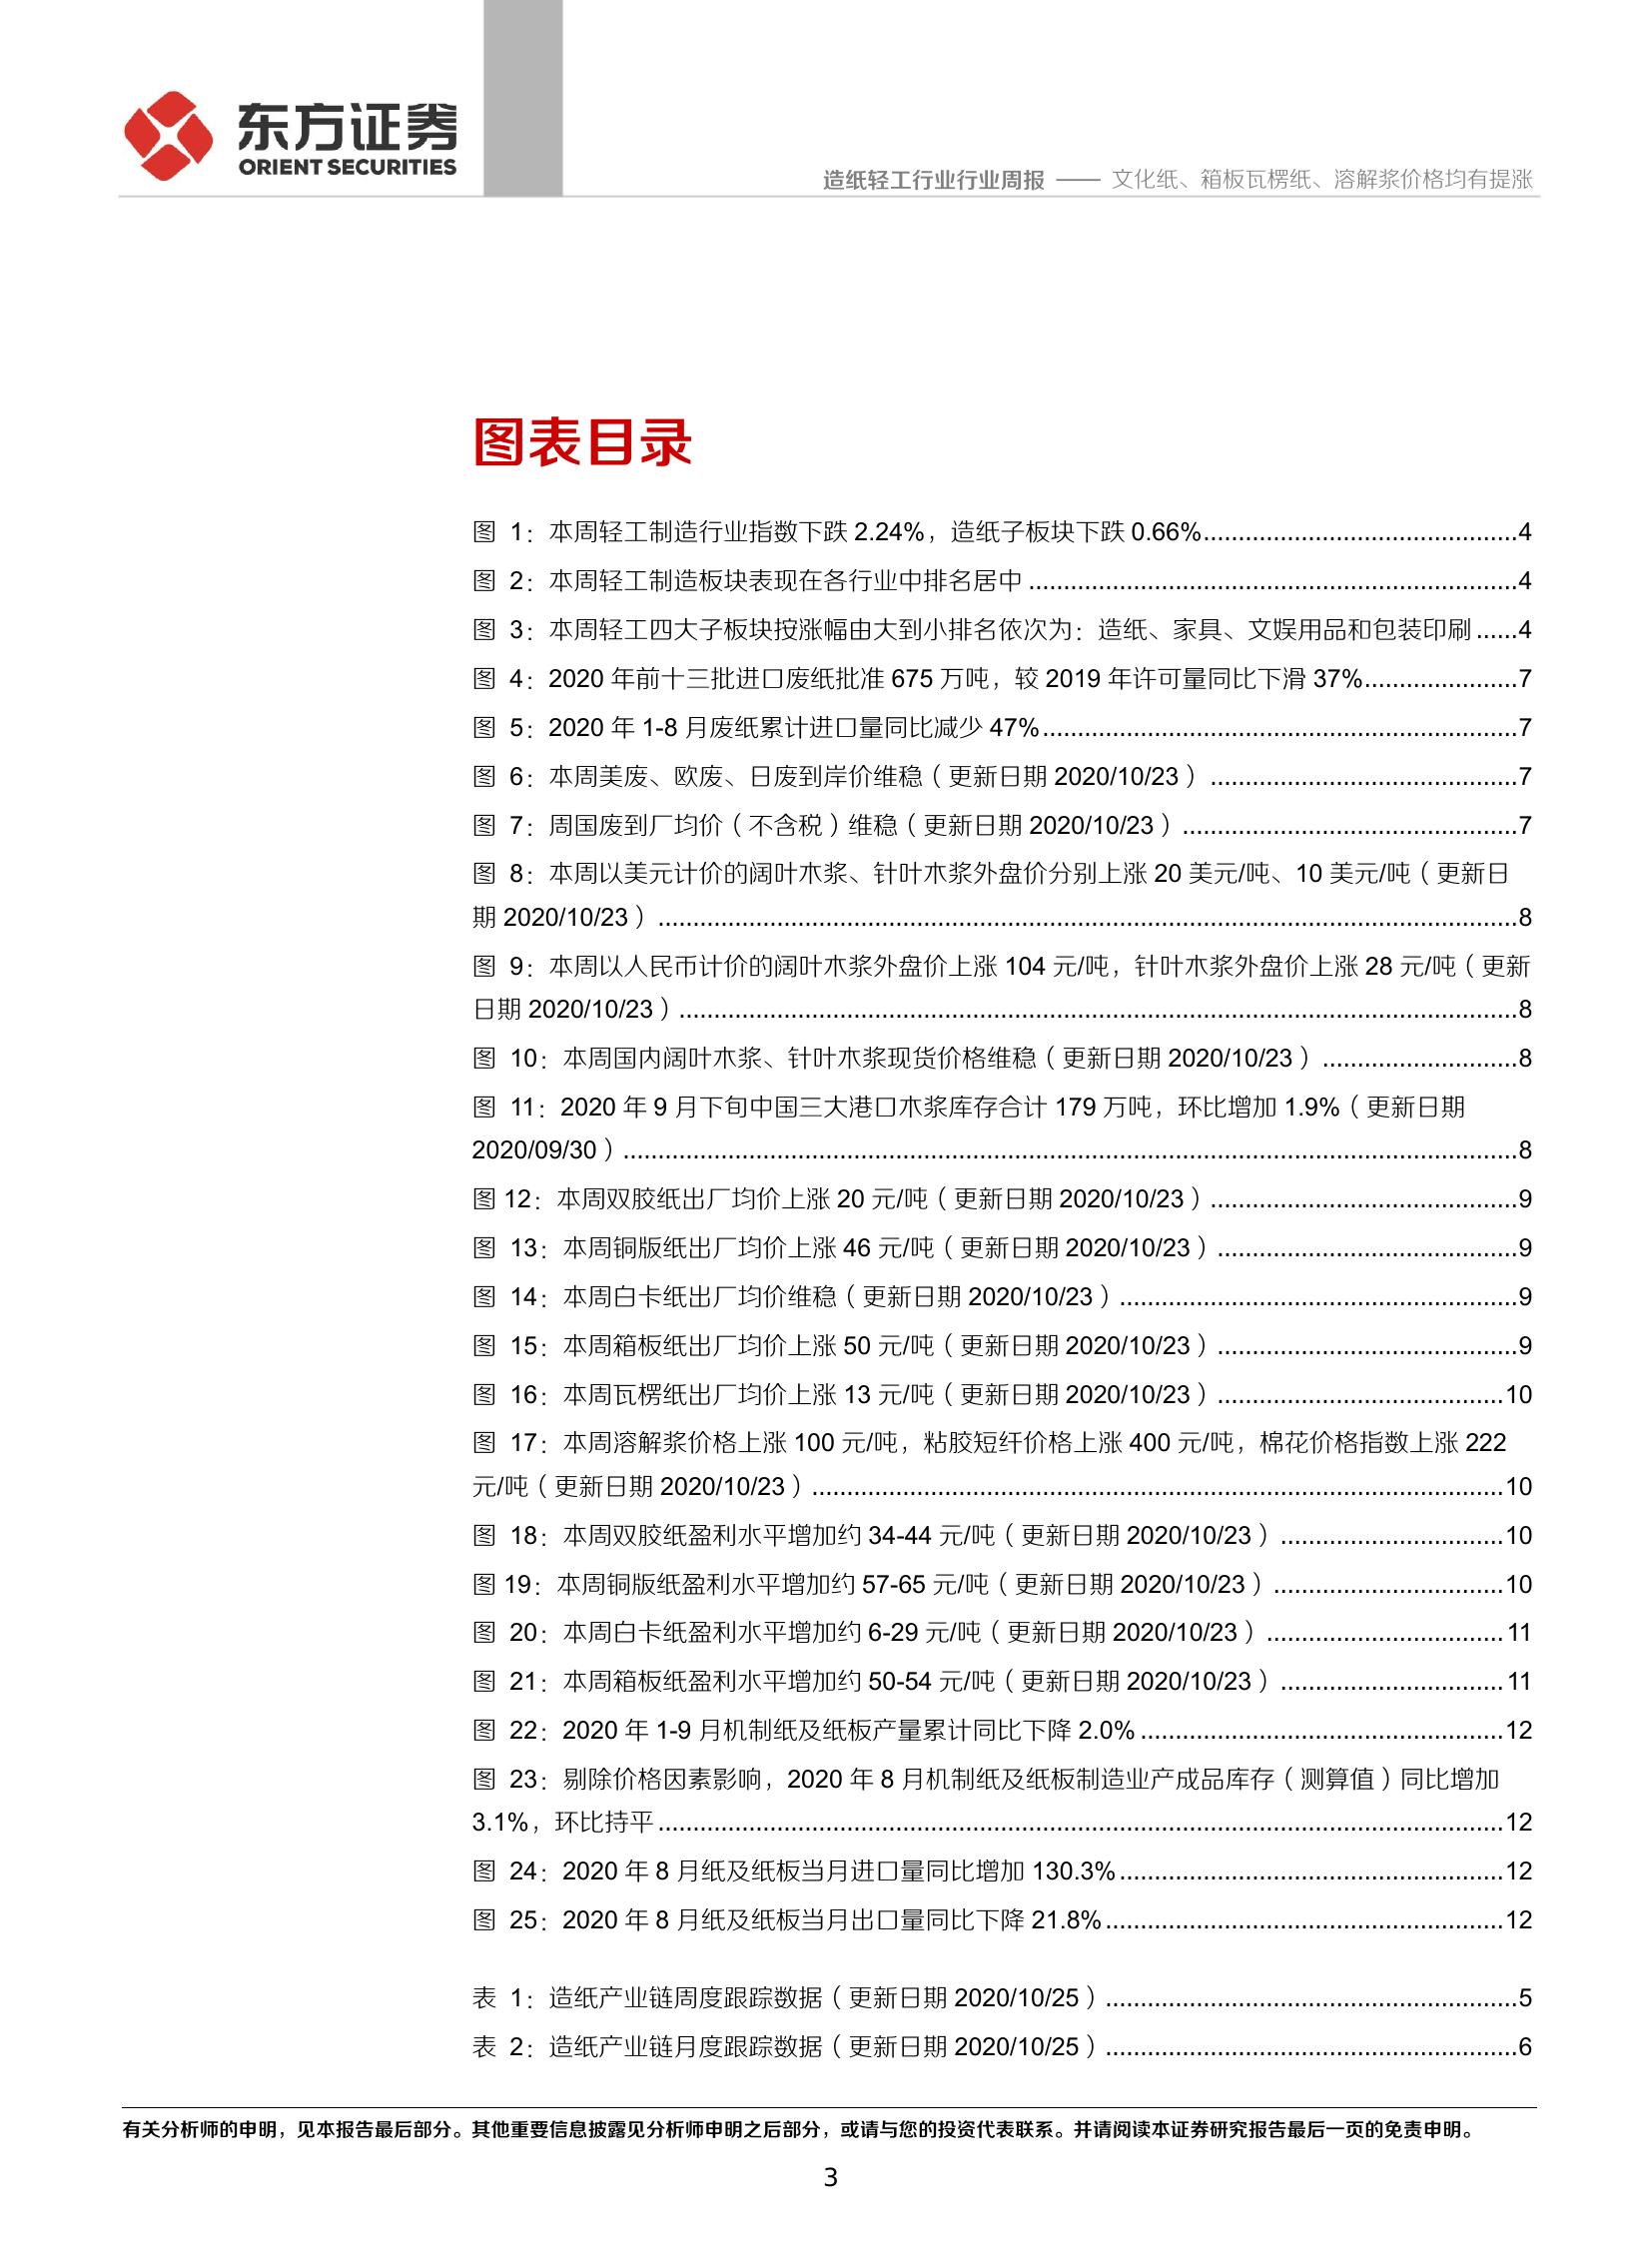 东方证券
ORIENT SECURITIES
造纸轻工行业行业周报 —— 文化纸、箱板瓦楞纸、溶解浆价格均有提涨
图表目录
图 1：本周轻工制造行业指数下跌 2.24%，造纸子板块下跌 0.66%.............................................4
图 2：本周轻工制造板块表现在各行业中排名居中 ......................................................................4
图 3：本周轻工四大子板块按涨幅由大到小排名依次为：造纸、家具、文娱用品和包装印刷 ......4
图 4：2020 年前十三批进口废纸批准 675 万吨，较 2019 年许可量同比下滑 37%......................7
图 5：2020 年 1-8 月废纸累计进口量同比减少 47%....................................................................7
图 6：本周美废、欧废、日废到岸价维稳（更新日期 2020/10/23） ............................................7
图 7：周国废到厂均价（不含税）维稳（更新日期 2020/10/23）................................................7
图 8：本周以美元计价的阔叶木浆、针叶木浆外盘价分别上涨 20 美元/吨、10 美元/吨（更新日
期 2020/10/23） ...........................................................................................................................8
图 9：本周以人民币计价的阔叶木浆外盘价上涨 104 元/吨，针叶木浆外盘价上涨 28 元/吨（更新
日期 2020/10/23）........................................................................................................................8
图 10：本周国内阔叶木浆、针叶木浆现货价格维稳（更新日期 2020/10/23） ............................8
图 11：2020 年 9 月下旬中国三大港口木浆库存合计 179 万吨，环比增加 1.9%（更新日期
2020/09/30）................................................................................................................................8
图 12：本周双胶纸出厂均价上涨 20 元/吨（更新日期 2020/10/23）............................................9
图 13：本周铜版纸出厂均价上涨 46 元/吨（更新日期 2020/10/23）...........................................9
图 14：本周白卡纸出厂均价维稳（更新日期 2020/10/23）.........................................................9
图 15：本周箱板纸出厂均价上涨 50 元/吨（更新日期 2020/10/23）...........................................9
图 16：本周瓦楞纸出厂均价上涨 13 元/吨（更新日期 2020/10/23）.........................................10
图 17：本周溶解浆价格上涨 100 元/吨，粘胶短纤价格上涨 400 元/吨，棉花价格指数上涨 222
元/吨（更新日期 2020/10/23）...................................................................................................10
图 18：本周双胶纸盈利水平增加约 34-44 元/吨（更新日期 2020/10/23）................................10
图 19：本周铜版纸盈利水平增加约 57-65 元/吨（更新日期 2020/10/23）.................................10
图 20：本周白卡纸盈利水平增加约 6-29 元/吨（更新日期 2020/10/23）..................................11
图 21：本周箱板纸盈利水平增加约 50-54 元/吨（更新日期 2020/10/23）................................11
图 22：2020 年 1-9 月机制纸及纸板产量累计同比下降 2.0%....................................................12
图 23：剔除价格因素影响，2020 年 8 月机制纸及纸板制造业产成品库存（测算值）同比增加
3.1%，环比持平.........................................................................................................................12
图 24：2020 年 8 月纸及纸板当月进口量同比增加 130.3%.......................................................12
图 25：2020 年 8 月纸及纸板当月出口量同比下降 21.8%.........................................................12
表 1：造纸产业链周度跟踪数据（更新日期 2020/10/25）...........................................................5
表 2：造纸产业链月度跟踪数据（更新日期 2020/10/25）...........................................................6
有关分析师的申明，见本报告最后部分。其他重要信息披露见分析师申明之后部分，或请与您的投资代表联系。并请阅读本证券研究报告最后一页的免责申明。
3